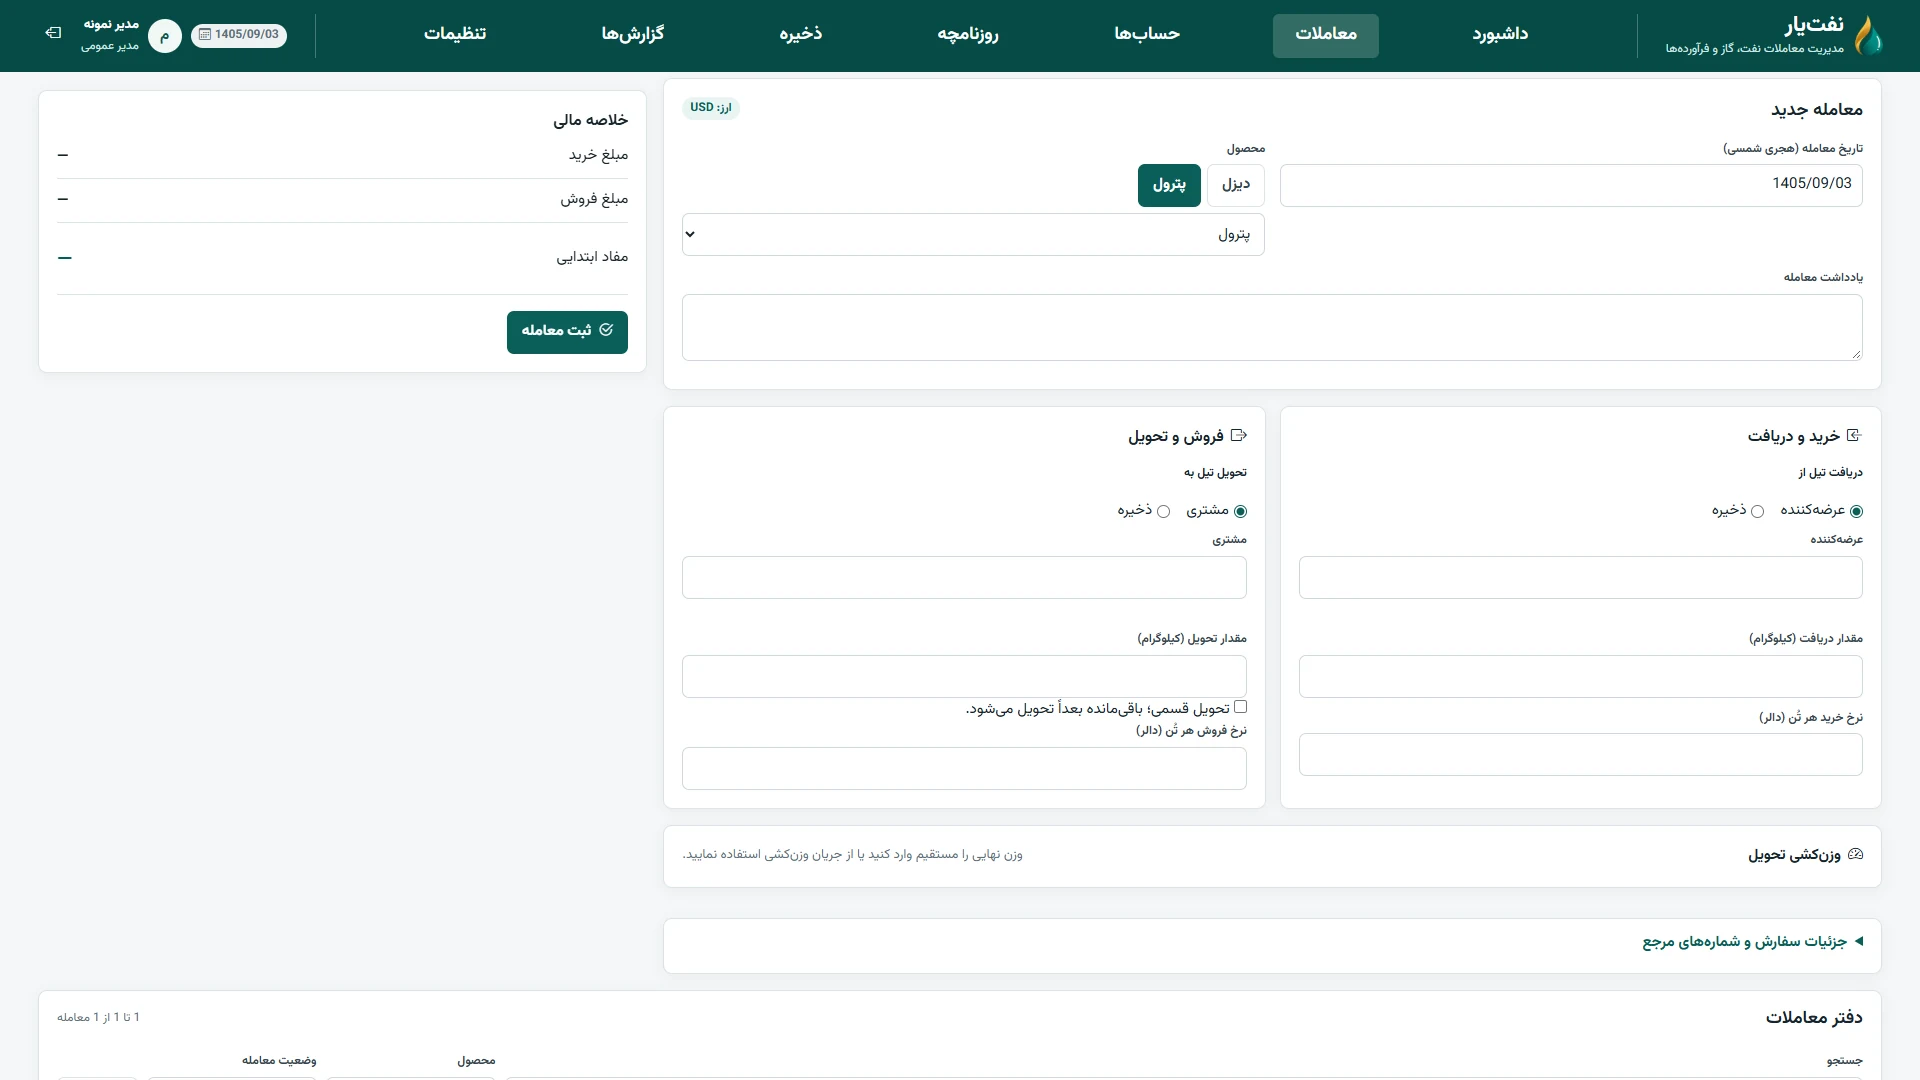 نفت‌یار
مدیریت معاملات نفت، گاز و فرآورده‌ها
داشبورد
معاملات
حساب‌ها
روزنامچه
ذخیره
گزارش‌ها
تنظیمات
1405/09/03
م
مدیر نمونه
مدیر عمومی
معامله جدید
ارز: USD
تاریخ معامله (هجری شمسی)
1405/09/03
محصول
دیزل
پترول
پترول
یادداشت معامله
خرید و دریافت
دریافت تیل از
عرضه‌کننده
ذخیره
عرضه‌کننده
مقدار دریافت (کیلوگرام)
نرخ خرید هر تُن (دالر)
فروش و تحویل
تحویل تیل به
مشتری
ذخیره
مشتری
مقدار تحویل (کیلوگرام)
تحویل قسمی؛ باقی‌مانده بعداً تحویل می‌شود.
نرخ فروش هر تُن (دالر)
وزن‌کشی تحویل
وزن نهایی را مستقیم وارد کنید یا از جریان وزن‌کشی استفاده نمایید.
جزئیات سفارش و شماره‌های مرجع
خلاصه مالی
مبلغ خرید —
مبلغ فروش —
مفاد ابتدایی —
ثبت معامله
دفتر معاملات
1 تا 1 از 1 معامله
جستجو
محصول
وضعیت معامله